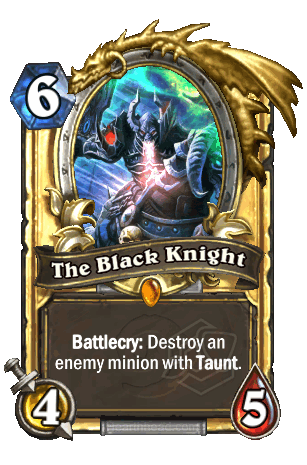 6
The Black Knight
Battlecry: Destroy an
enemy minion with Taunt.
4
5